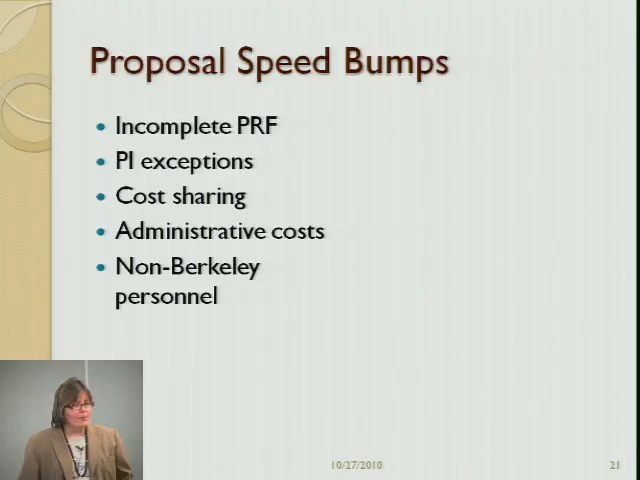 Proposal Speed Bumps
Incomplete PRF
PI exceptions
Cost sharing
Administrative costs
Non-Berkeley
personnel
10/27/2010
21